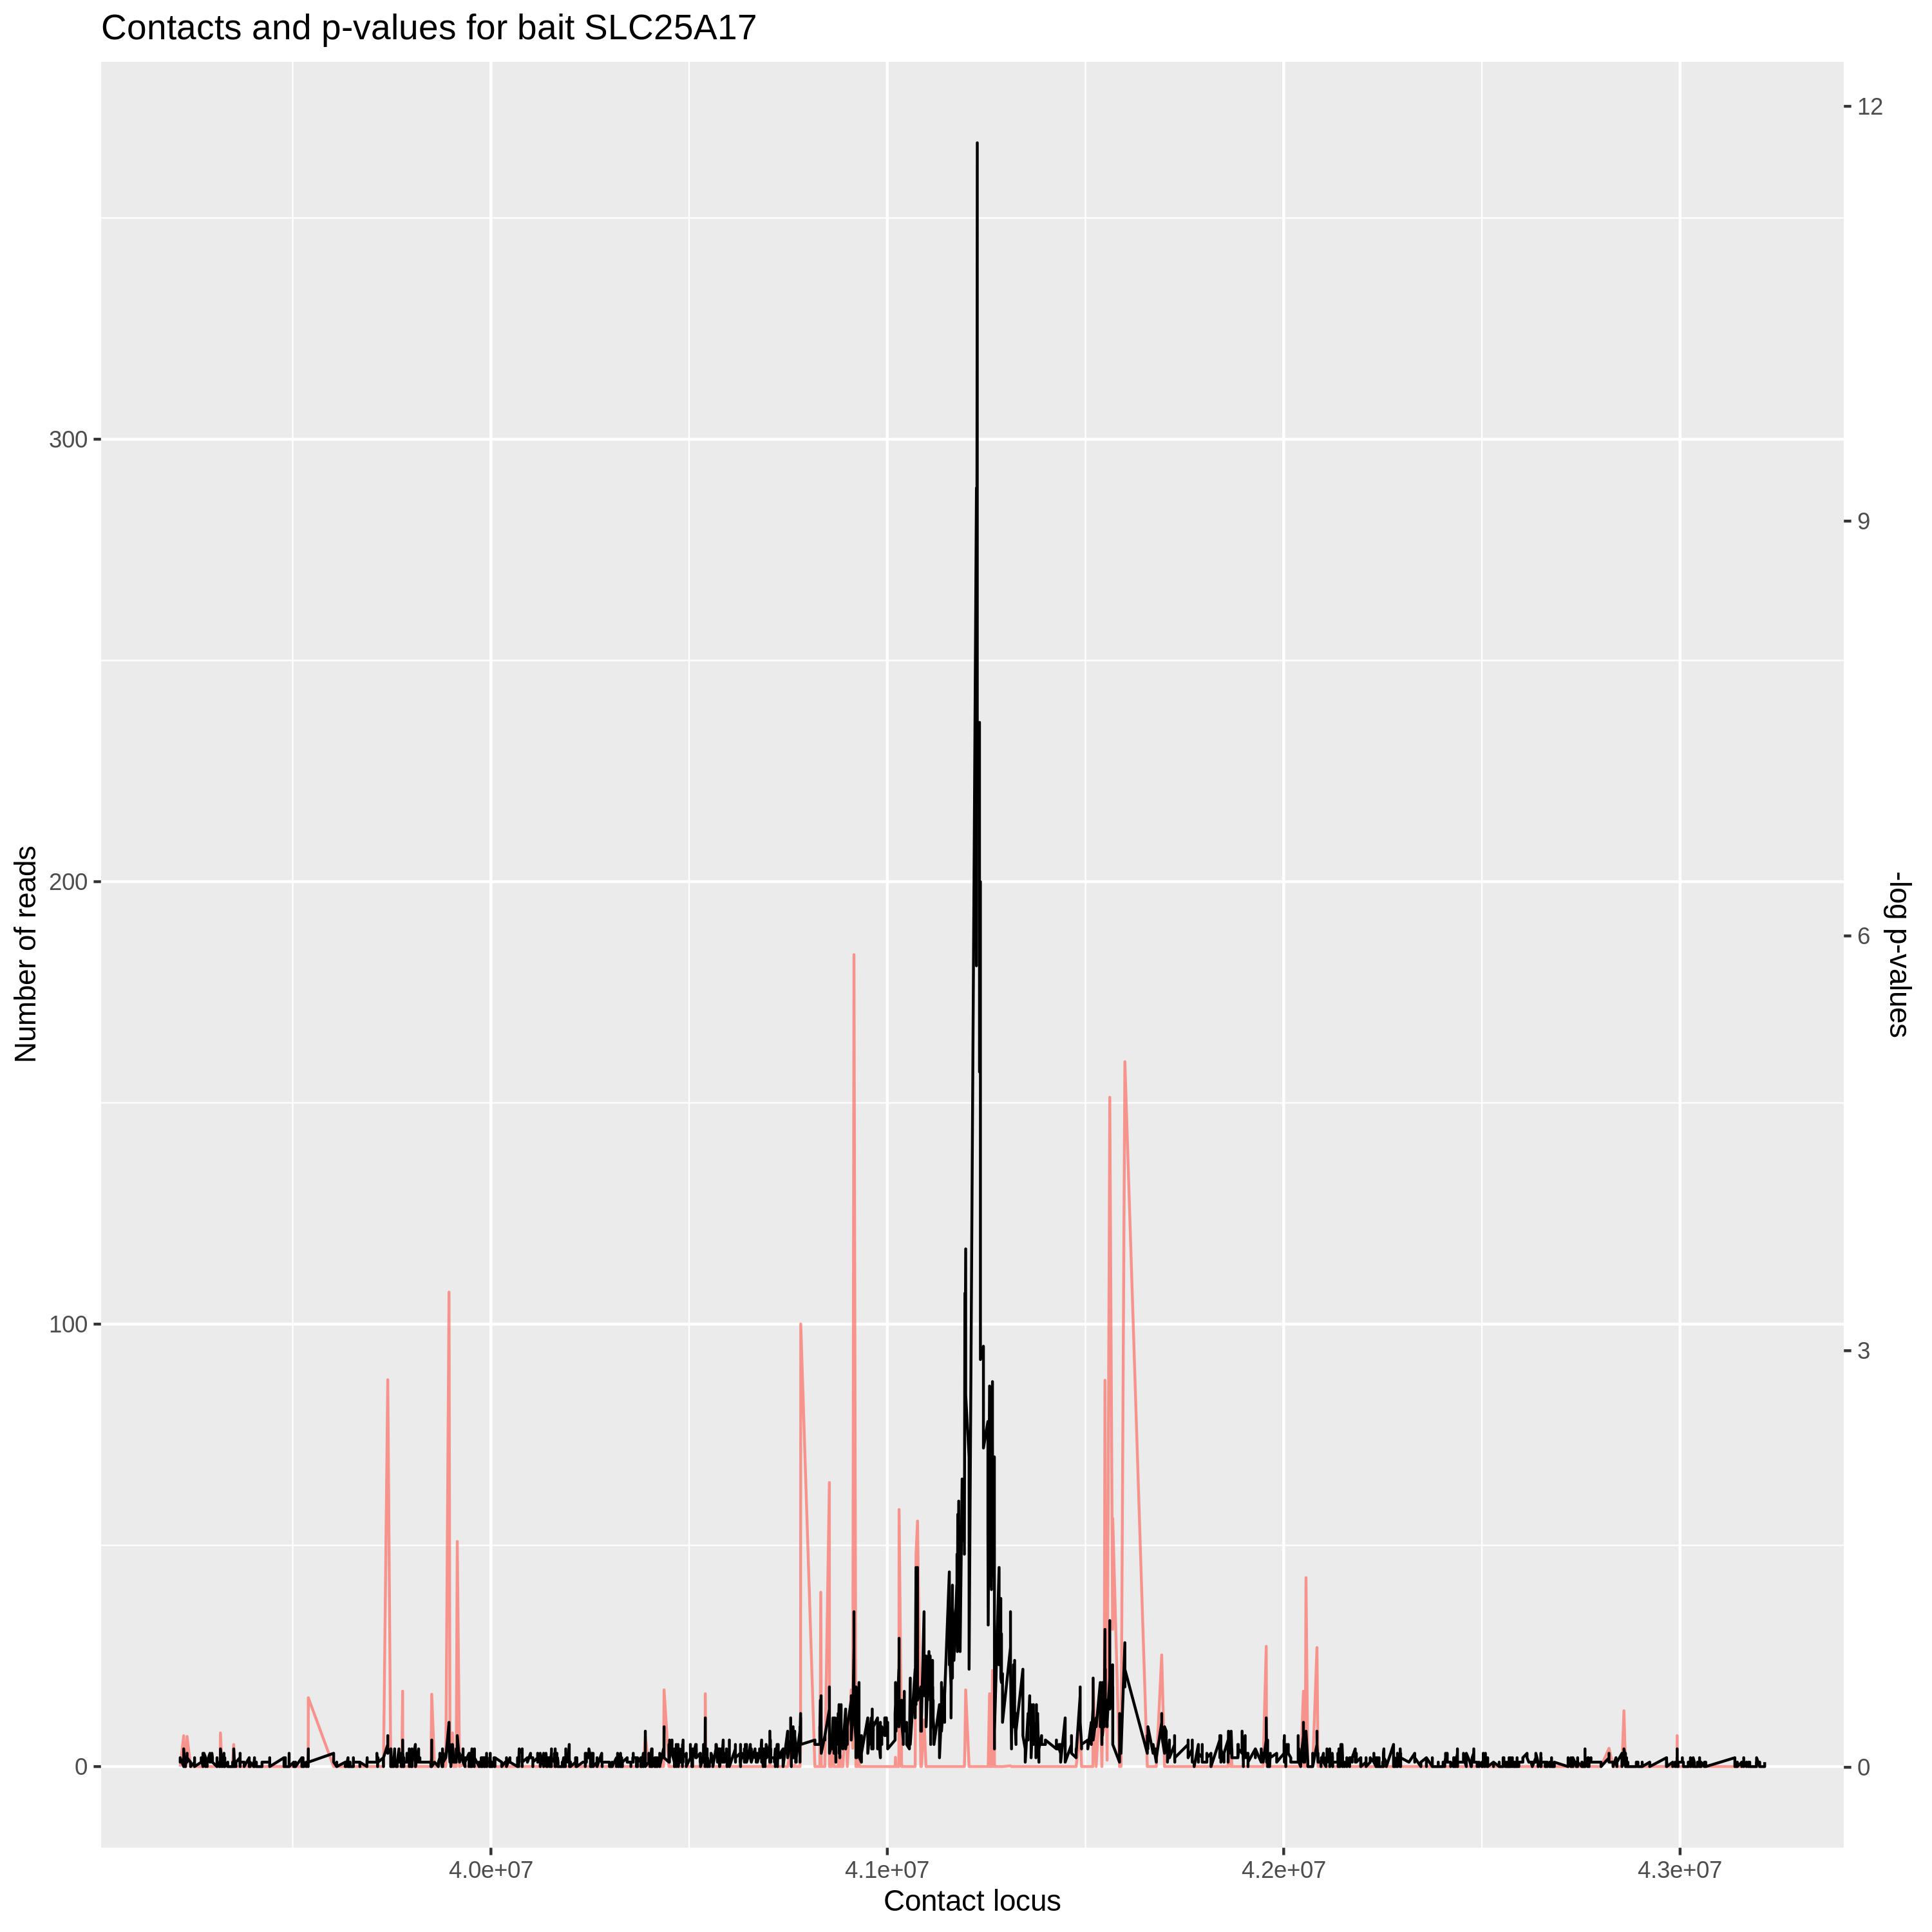 Contacts and p-values for bait SLC25A17
12
300
9
200
6
Number of reads
-log p-values
100
3
0
0
4.0e+07
4.1e+07
4.2e+07
4.3e+07
Contact locus